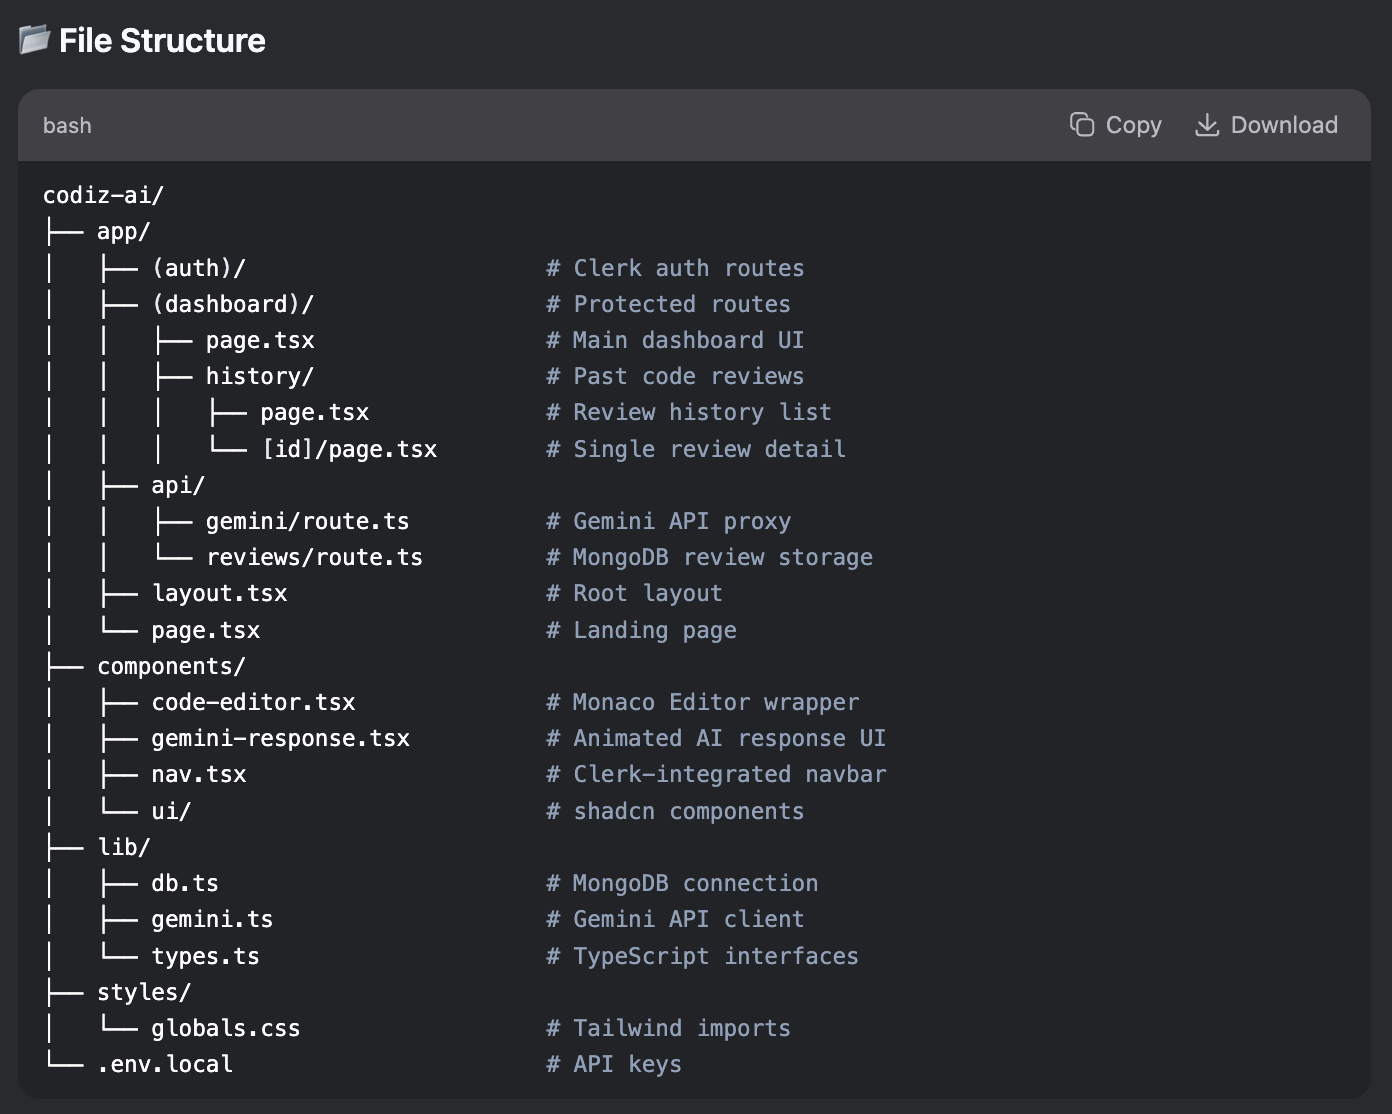 📂 File Structure
bash
Copy
Download
codiz-ai/
├── app/
│   ├── (auth)/                      # Clerk auth routes
│   ├── (dashboard)/                 # Protected routes
│   │   ├── page.tsx                 # Main dashboard UI
│   │   ├── history/                 # Past code reviews
│   │   │   ├── page.tsx             # Review history list
│   │   │   └── [id]/page.tsx        # Single review detail
│   ├── api/
│   │   ├── gemini/route.ts          # Gemini API proxy
│   │   └── reviews/route.ts         # MongoDB review storage
│   ├── layout.tsx                   # Root layout
│   └── page.tsx                     # Landing page
├── components/
│   ├── code-editor.tsx              # Monaco Editor wrapper
│   ├── gemini-response.tsx          # Animated AI response UI
│   ├── nav.tsx                      # Clerk-integrated navbar
│   └── ui/                          # shadcn components
├── lib/
│   ├── db.ts                        # MongoDB connection
│   ├── gemini.ts                    # Gemini API client
│   └── types.ts                     # TypeScript interfaces
├── styles/
│   └── globals.css                  # Tailwind imports
└── .env.local                       # API keys